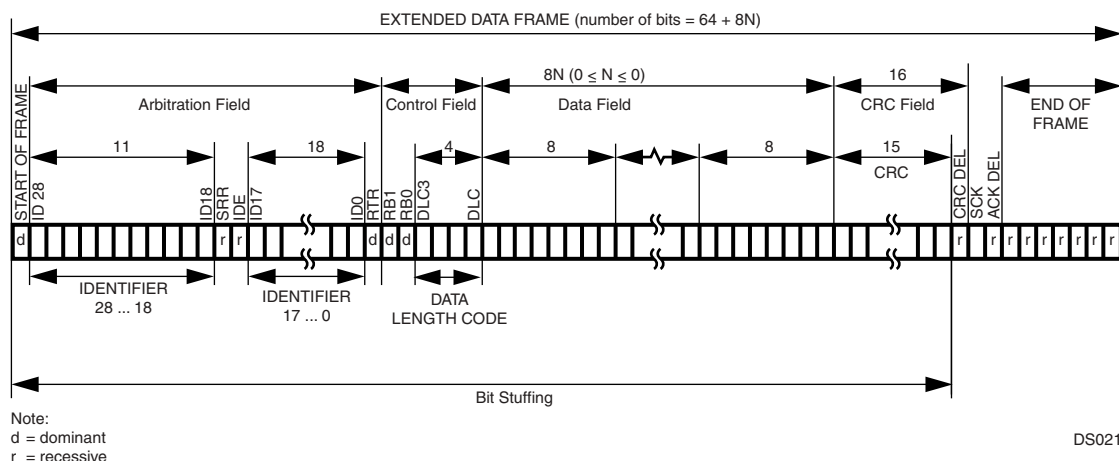 EXTENDED DATA FRAME (number of bits = 64 + 8N)
8N (0 ≤ N ≤ 0)
16
Arbitration Field
Control Field
Data Field
CRC Field
END OF
FRAME
11
18
4
8
8
15
CRC
START OF FRAME
ID 28
ID18
SRR
IDE
ID17
ID0
RTR
RB1
RB0
DLC3
DLC
CRC DEL
SCK
ACK DEL
d r r d d d r r r r r r r r r
IDENTIFIER
28 ... 18
IDENTIFIER
17 ... 0
DATA
LENGTH CODE
Bit Stuffing
Note:
d = dominant
r = recessive
DS021